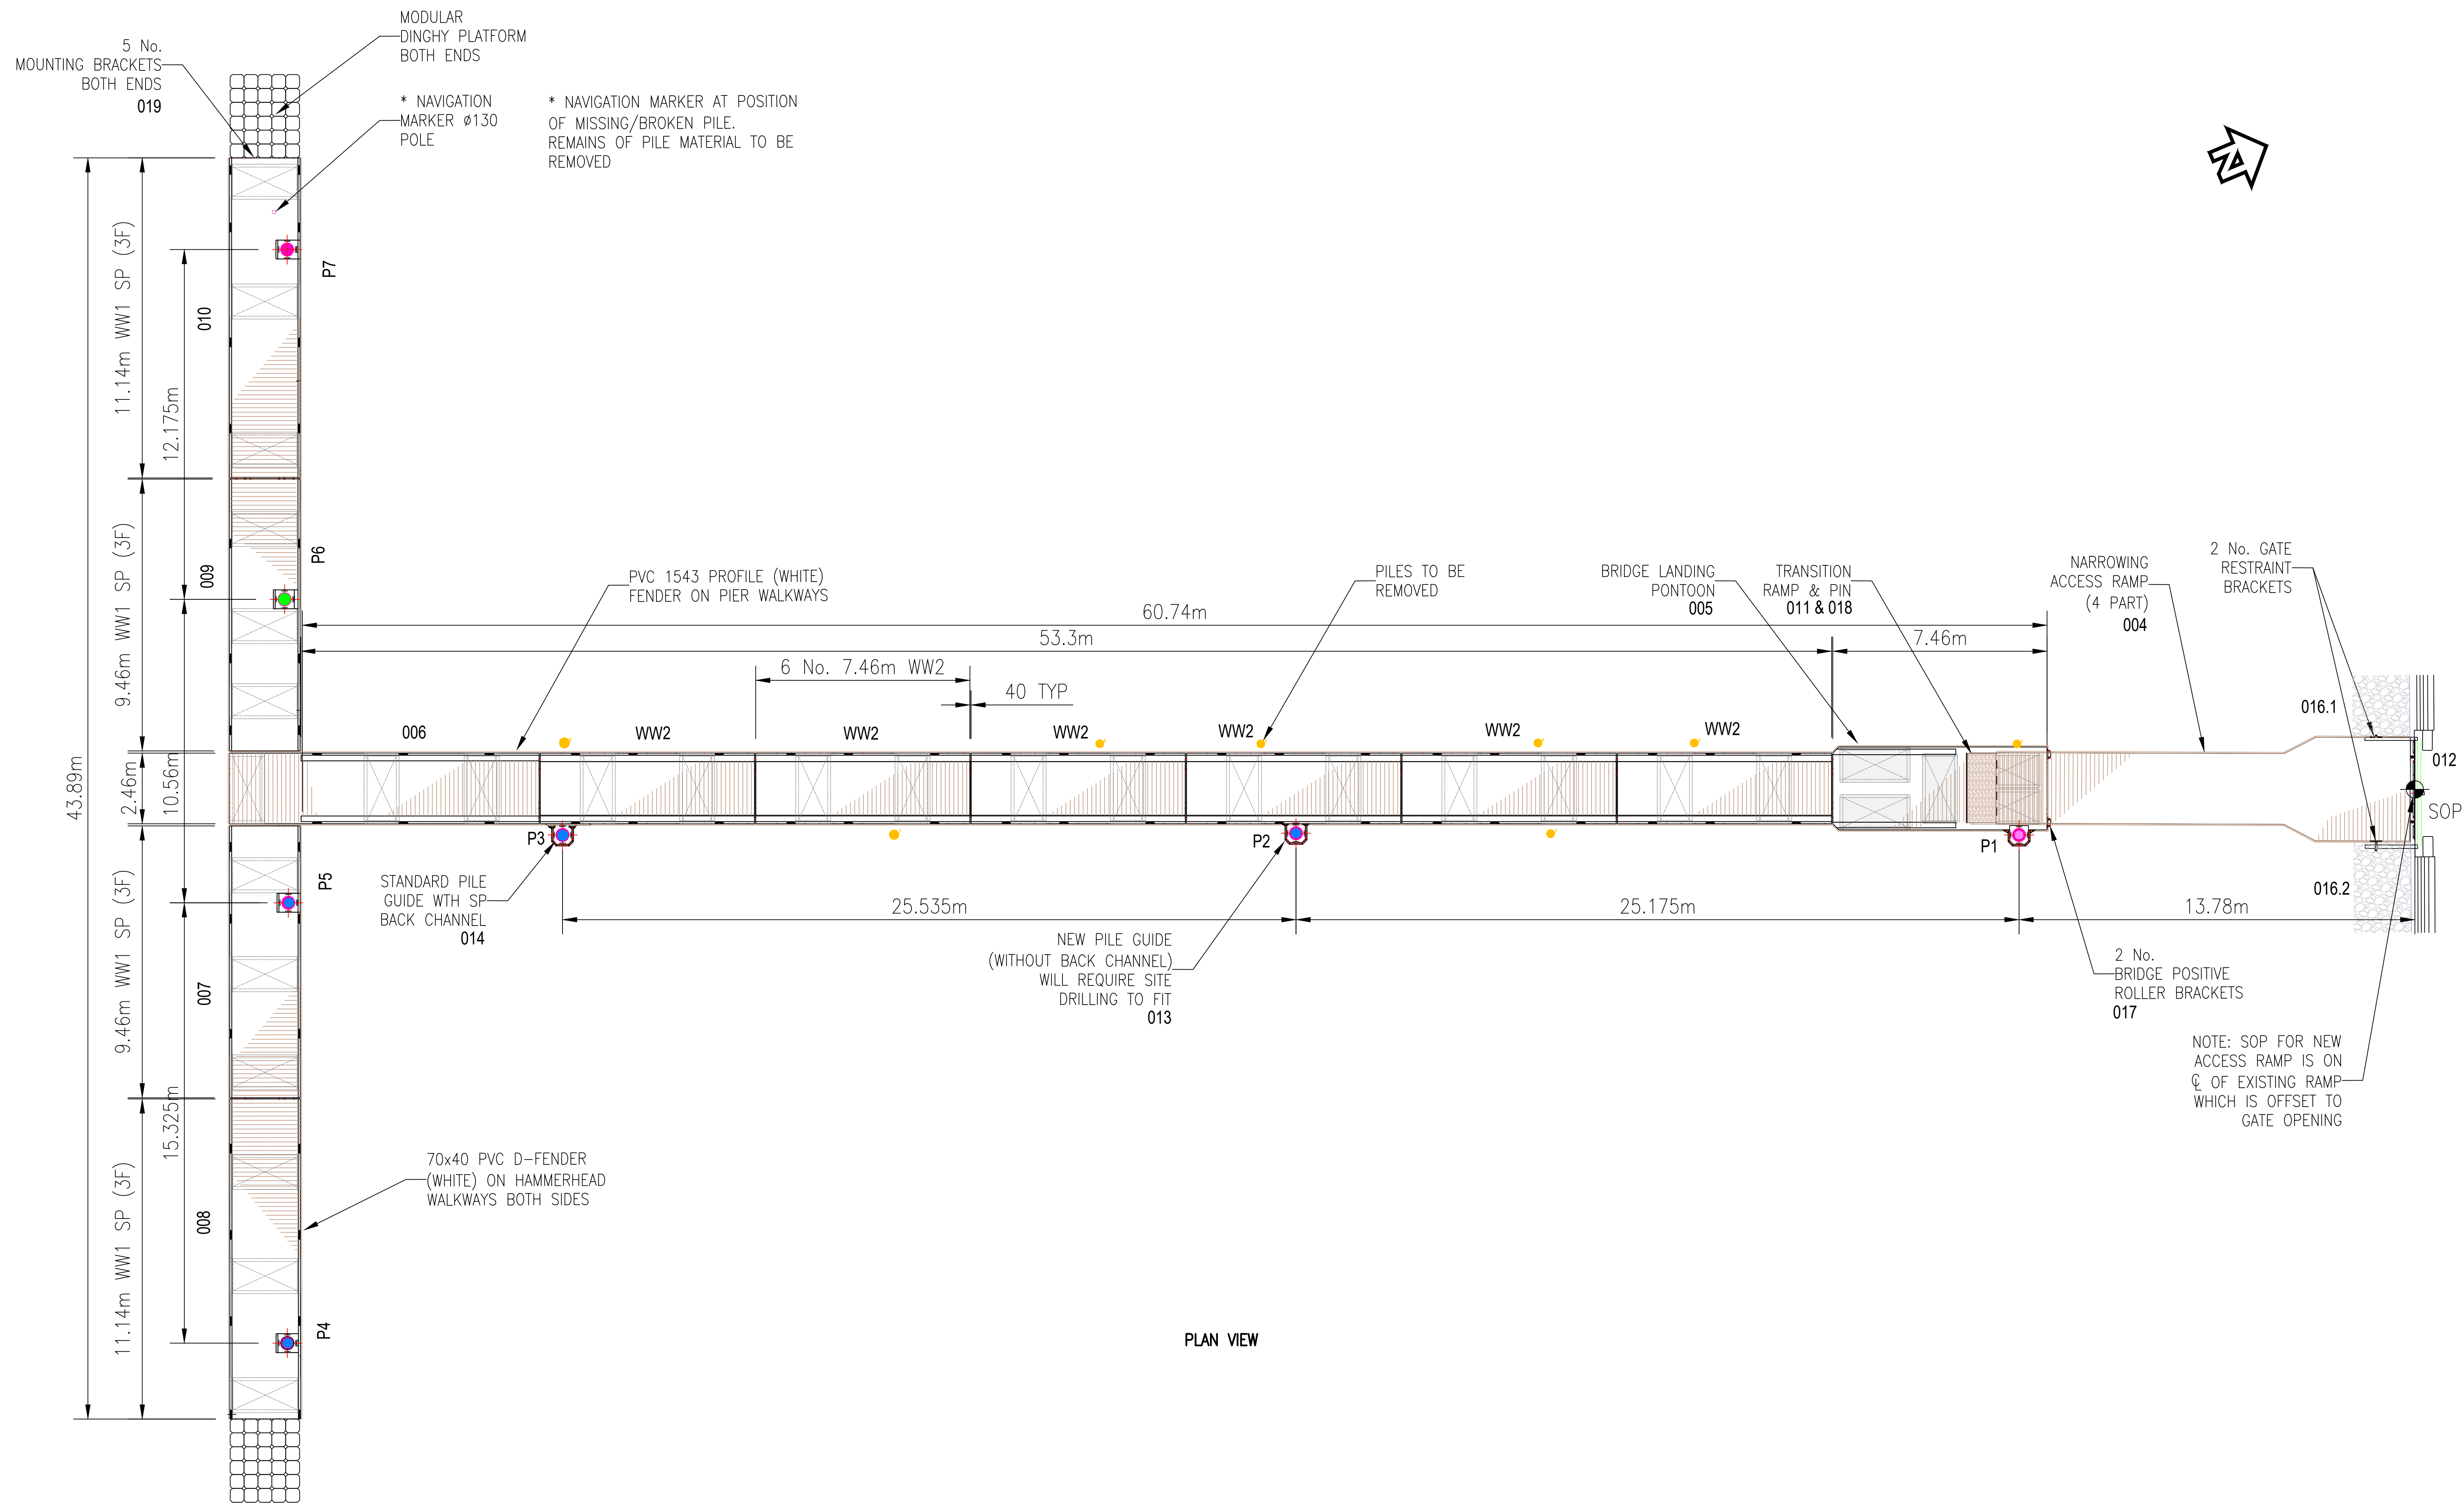 MODULAR
DINGHY PLATFORM
BOTH ENDS
5 No.
MOUNTING BRACKETS
BOTH ENDS
019
* NAVIGATION
MARKER ø130
POLE
* NAVIGATION MARKER AT POSITION
OF MISSING/BROKEN PILE.
REMAINS OF PILE MATERIAL TO BE
REMOVED
N
11.14m WW1 SP (3F)
12.175m
010
P7
9.46m WW1 SP (3F)
009
P6
43.89m
2.46m
10.56m
PVC 1543 PROFILE (WHITE)
FENDER ON PIER WALKWAYS
PILES TO BE
REMOVED
BRIDGE LANDING
PONTOON
005
TRANSITION
RAMP & PIN
011 & 018
NARROWING
ACCESS RAMP
(4 PART)
004
2 No. GATE
RESTRAINT
BRACKETS
60.74m
53.3m
7.46m
6 No. 7.46m WW2
40 TYP
016.1
006
WW2
WW2
WW2
WW2
WW2
WW2
012
SOP
P3
P2
P1
STANDARD PILE
GUIDE WTH SP
BACK CHANNEL
014
25.535m
25.175m
13.78m
016.2
NEW PILE GUIDE
(WITHOUT BACK CHANNEL)
WILL REQUIRE SITE
DRILLING TO FIT
013
2 No.
BRIDGE POSITIVE
ROLLER BRACKETS
017
NOTE: SOP FOR NEW
ACCESS RAMP IS ON
℄ OF EXISTING RAMP
WHICH IS OFFSET TO
GATE OPENING
9.46m WW1 SP (3F)
007
P5
15.325m
11.14m WW1 SP (3F)
008
P4
70x40 PVC D-FENDER
(WHITE) ON HAMMERHEAD
WALKWAYS BOTH SIDES
PLAN VIEW